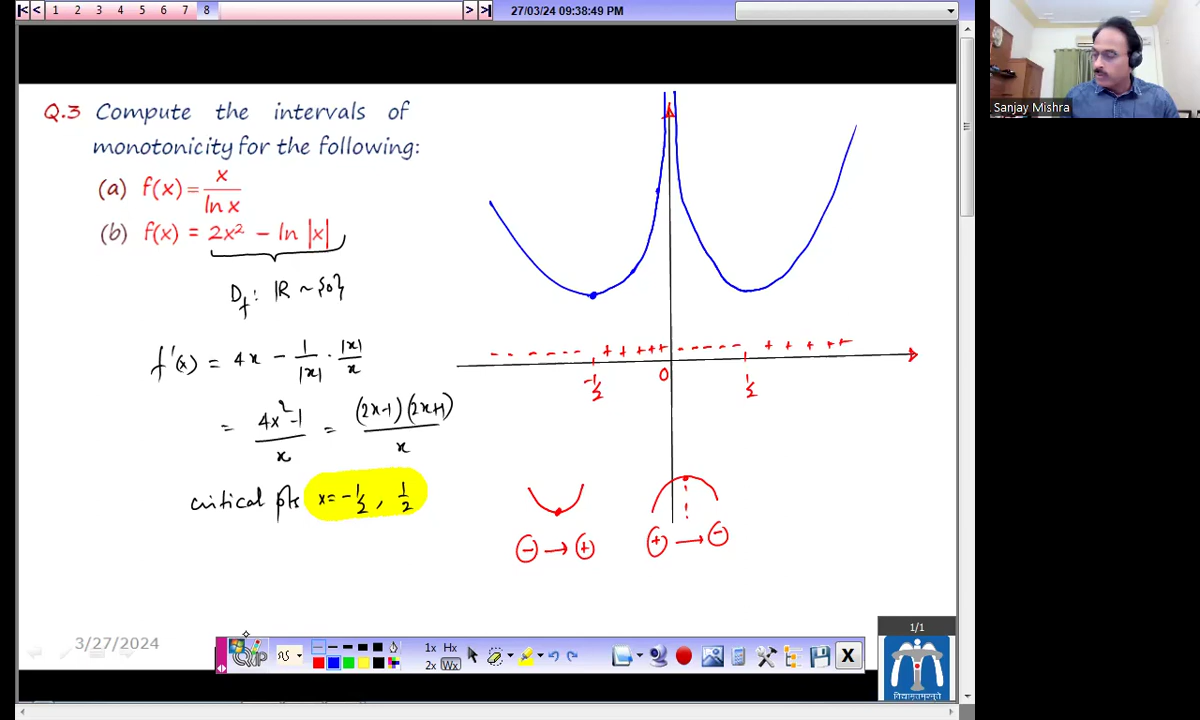 1 2 3 4 5 6 7 8
27/03/24 09:38:49 PM
Sanjay Mishra
Q.3 Compute the intervals of
monotonicity for the following:
(a) f(x) = x / ln x
(b) f(x) = 2x² − ln |x|
D_f : ℝ ~ {0}
f'(x) = 4x − 1/|x| · |x|/x
= 4x²−1 / x = (2x−1)(2x+1) / x
critical pts x = −1/2 , 1/2
− − − − − − + + + + + − − − − − + + + + +
−1/2 0 1/2
⊖ → ⊕ ⊕ → ⊖
3/27/2024
1/1
1x Hx
2x Wx
X